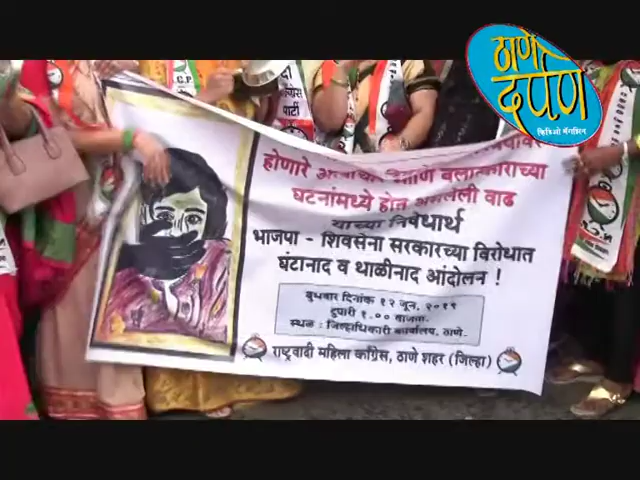 ठाणे
दर्पण
होणारे
बलात्काराच्या
घटनांमध्ये होत असलेली वाढ
याच्या निषेधार्थ
भाजपा - शिवसेना सरकारच्या विरोधात
घंटानाद व थाळीनाद आंदोलन !
बुधवार दिनांक १२ जून, २०१९
दुपारी १.०० वाजता.
स्थळ : जिल्हाधिकारी कार्यालय, ठाणे.
राष्ट्रवादी महिला काँग्रेस, ठाणे शहर (जिल्हा)